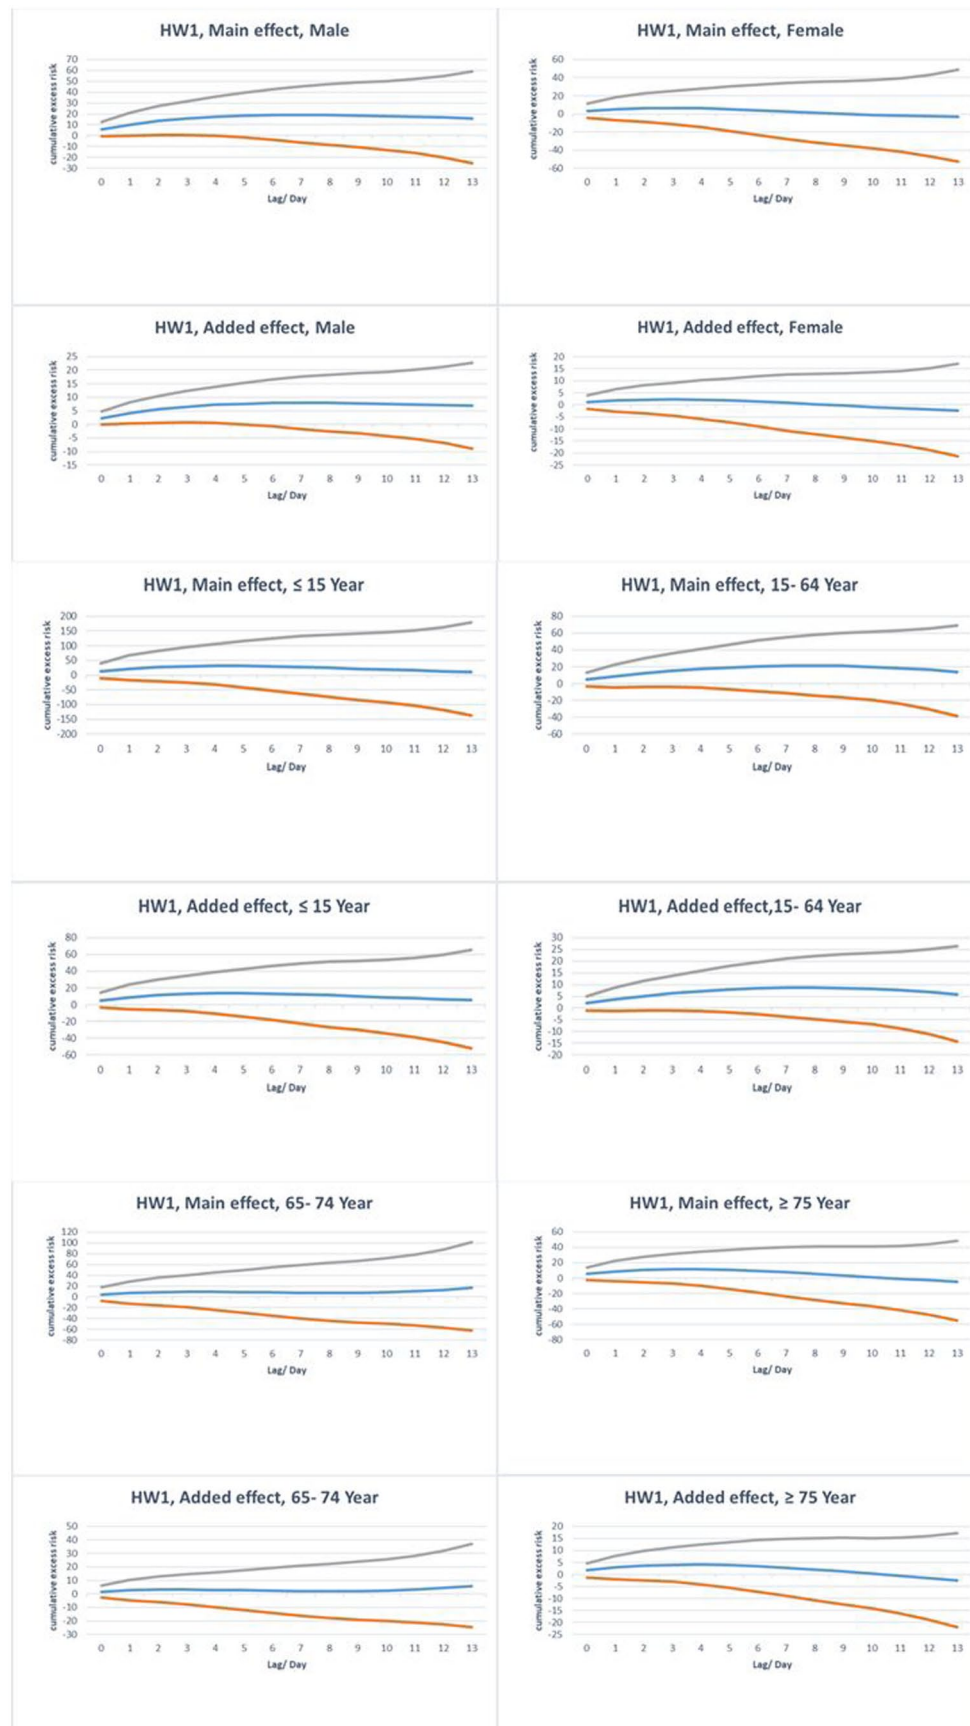 HW1, Main effect, Male
cumulative excess risk
70
60
50
40
30
20
10
0
-10
-20
-30
0 1 2 3 4 5 6 7 8 9 10 11 12 13
Lag/ Day
HW1, Main effect, Female
cumulative excess risk
60
40
20
0
-20
-40
-60
0 1 2 3 4 5 6 7 8 9 10 11 12 13
Lag/ Day
HW1, Added effect, Male
cumulative excess risk
25
20
15
10
5
0
-5
-10
-15
0 1 2 3 4 5 6 7 8 9 10 11 12 13
Lag/ Day
HW1, Added effect, Female
cumulative excess risk
20
15
10
5
0
-5
-10
-15
-20
-25
0 1 2 3 4 5 6 7 8 9 10 11 12 13
Lag/ Day
HW1, Main effect, ≤ 15 Year
cumulative excess risk
200
150
100
50
0
-50
-100
-150
-200
0 1 2 3 4 5 6 7 8 9 10 11 12 13
Lag/ Day
HW1, Main effect, 15- 64 Year
cumulative excess risk
80
60
40
20
0
-20
-40
-60
0 1 2 3 4 5 6 7 8 9 10 11 12 13
Lag/ Day
HW1, Added effect, ≤ 15 Year
cumulative excess risk
80
60
40
20
0
-20
-40
-60
0 1 2 3 4 5 6 7 8 9 10 11 12 13
Lag/ Day
HW1, Added effect,15- 64 Year
cumulative excess risk
30
25
20
15
10
5
0
-5
-10
-15
-20
0 1 2 3 4 5 6 7 8 9 10 11 12 13
Lag/ Day
HW1, Main effect, 65- 74 Year
cumulative excess risk
120
100
80
60
40
20
0
-20
-40
-60
-80
0 1 2 3 4 5 6 7 8 9 10 11 12 13
Lag/ Day
HW1, Main effect, ≥ 75 Year
cumulative excess risk
60
40
20
0
-20
-40
-60
-80
0 1 2 3 4 5 6 7 8 9 10 11 12 13
Lag/ Day
HW1, Added effect, 65- 74 Year
cumulative excess risk
50
40
30
20
10
0
-10
-20
-30
0 1 2 3 4 5 6 7 8 9 10 11 12 13
Lag/ Day
HW1, Added effect, ≥ 75 Year
cumulative excess risk
20
15
10
5
0
-5
-10
-15
-20
-25
0 1 2 3 4 5 6 7 8 9 10 11 12 13
Lag/ Day